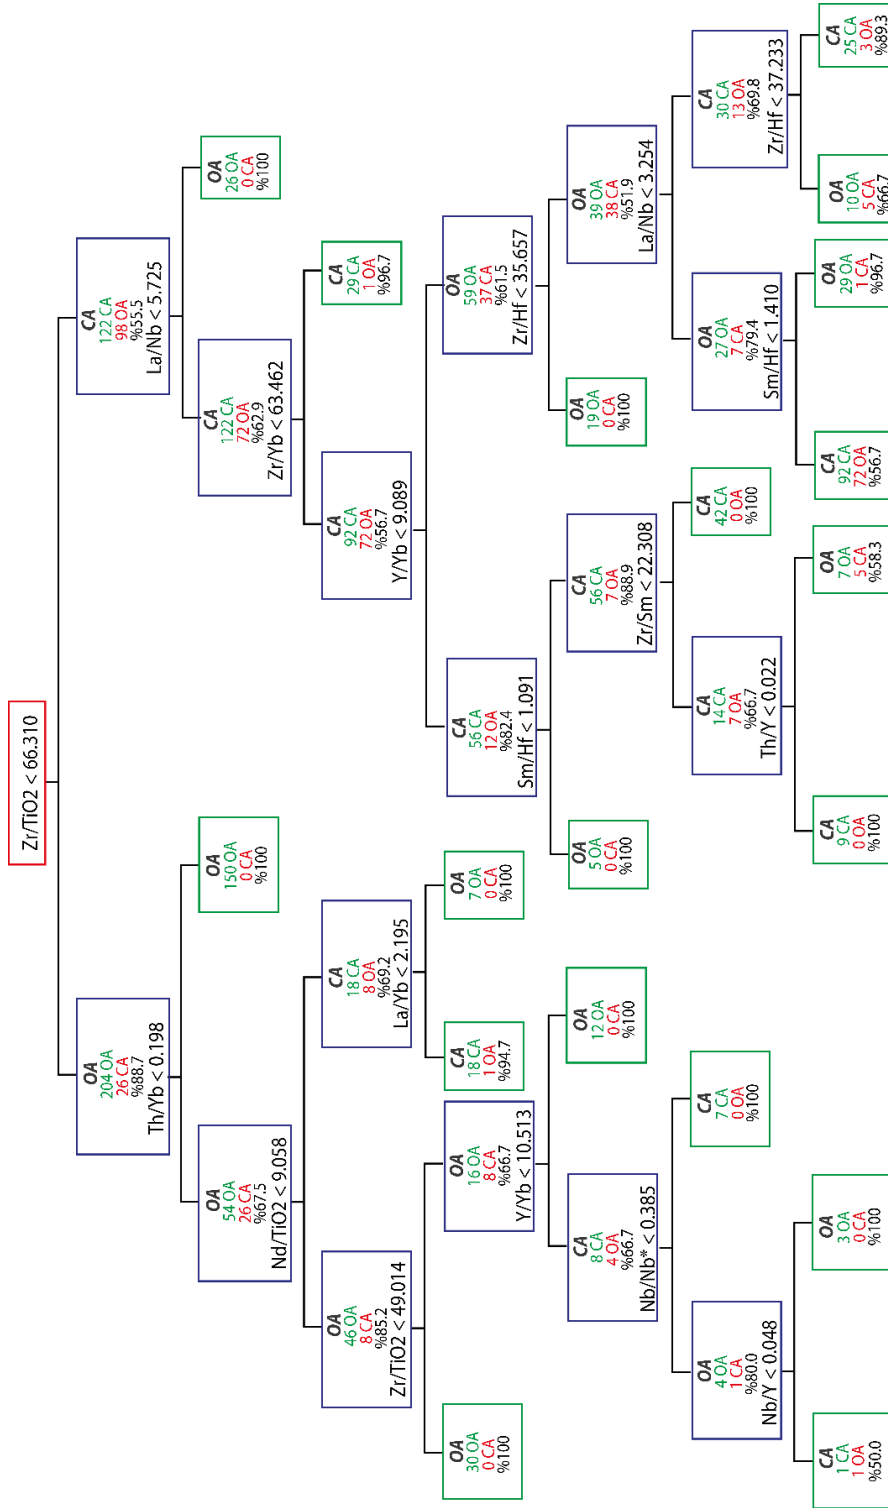 Zr/TiO2 < 66.310
OA
204 OA
26 CA
%88.7
Th/Yb < 0.198
CA
122 CA
98 OA
%55.5
La/Nb < 5.725
OA
54 OA
26 CA
%67.5
Nd/TiO2 < 9.058
OA
150 OA
0 CA
%100
CA
122 CA
72 OA
%62.9
Zr/Yb < 63.462
OA
26 OA
0 CA
%100
OA
46 OA
8 CA
%85.2
Zr/TiO2 < 49.014
CA
18 CA
8 OA
%69.2
La/Yb < 2.195
CA
92 CA
72 OA
%56.7
Y/Yb < 9.089
CA
29 CA
1 OA
%96.7
OA
30 OA
0 CA
%100
OA
16 OA
8 CA
%66.7
Y/Yb < 10.513
CA
18 CA
1 OA
%94.7
OA
7 OA
0 CA
%100
CA
56 CA
12 OA
%82.4
Sm/Hf < 1.091
OA
59 OA
37 CA
%61.5
Zr/Hf < 35.657
CA
8 CA
4 OA
%66.7
Nb/Nb* < 0.385
OA
12 OA
0 CA
%100
OA
5 OA
0 CA
%100
CA
56 CA
7 OA
%88.9
Zr/Sm < 22.308
OA
19 OA
0 CA
%100
OA
39 OA
38 CA
%51.9
La/Nb < 3.254
OA
4 OA
1 CA
%80.0
Nb/Y < 0.048
CA
7 CA
0 OA
%100
CA
14 CA
7 OA
%66.7
Th/Y < 0.022
CA
42 CA
0 OA
%100
OA
27 OA
7 CA
%79.4
Sm/Hf < 1.410
CA
30 CA
13 OA
%69.8
Zr/Hf < 37.233
CA
1 CA
1 OA
%50.0
OA
3 OA
0 CA
%100
CA
9 CA
0 OA
%100
OA
7 OA
5 CA
%58.3
CA
92 CA
72 OA
%56.7
OA
29 OA
1 CA
%96.7
OA
10 OA
5 CA
%66.7
CA
25 CA
3 OA
%89.3